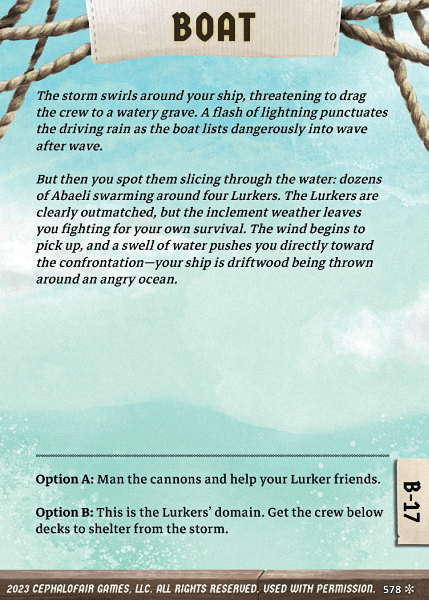 BOAT
The storm swirls around your ship, threatening to drag
the crew to a watery grave. A flash of lightning punctuates
the driving rain as the boat lists dangerously into wave
after wave.
But then you spot them slicing through the water: dozens
of Abaeli swarming around four Lurkers. The Lurkers are
clearly outmatched, but the inclement weather leaves
you fighting for your own survival. The wind begins to
pick up, and a swell of water pushes you directly toward
the confrontation—your ship is driftwood being thrown
around an angry ocean.
Option A: Man the cannons and help your Lurker friends.
Option B: This is the Lurkers' domain. Get the crew below
decks to shelter from the storm.
B-17
2023 CEPHALOFAIR GAMES, LLC. ALL RIGHTS RESERVED. USED WITH PERMISSION. 578